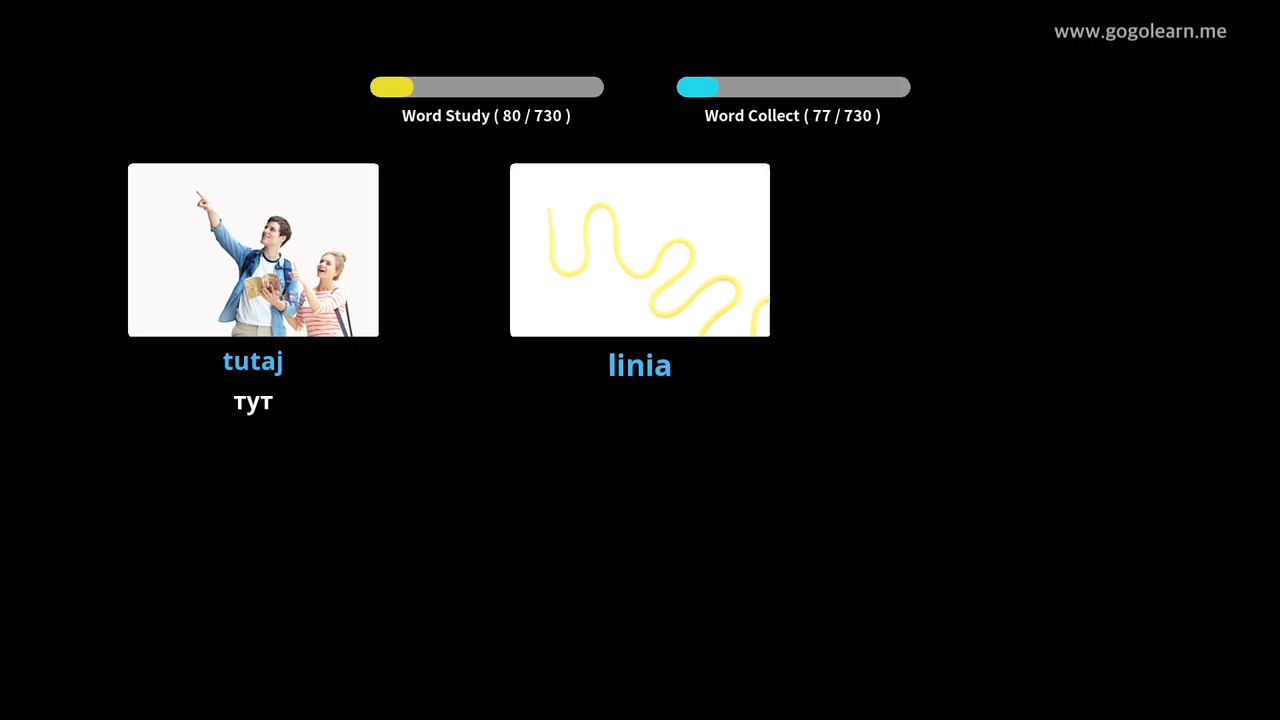 www.gogolearn.me
Word Study ( 80 / 730 )
Word Collect ( 77 / 730 )
tutaj
тут
linia